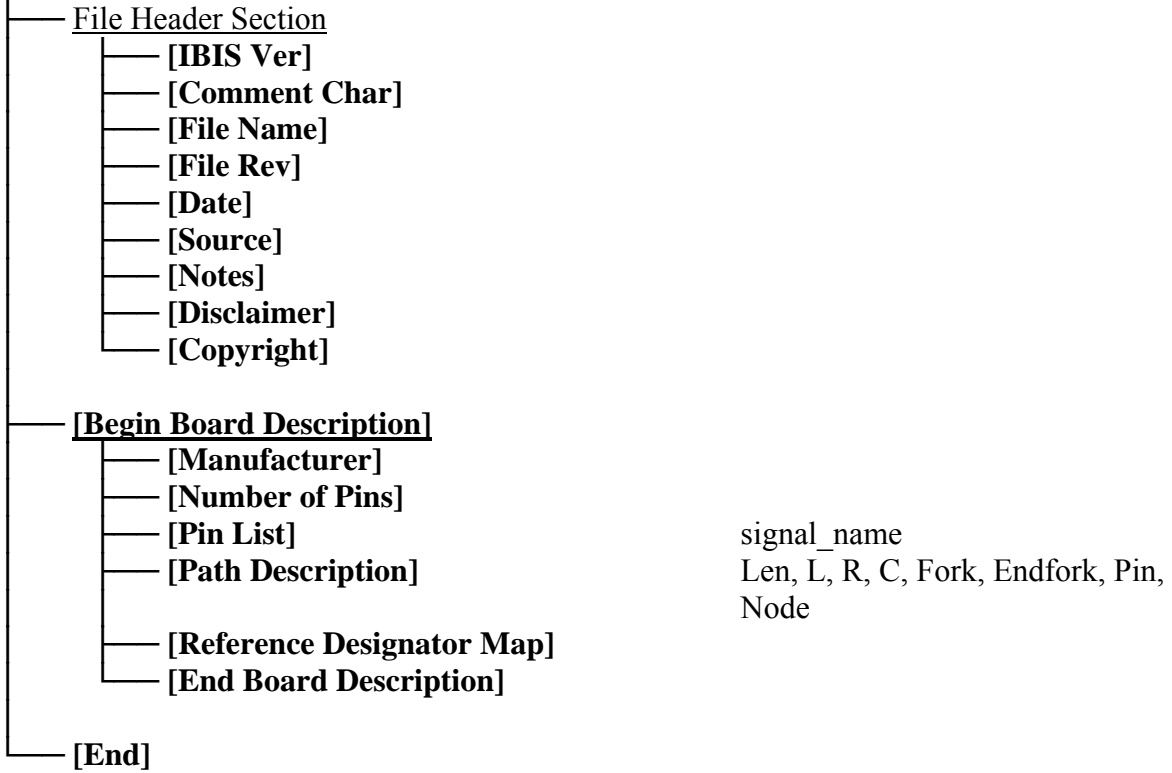 File Header Section
[IBIS Ver]
[Comment Char]
[File Name]
[File Rev]
[Date]
[Source]
[Notes]
[Disclaimer]
[Copyright]
[Begin Board Description]
[Manufacturer]
[Number of Pins]
[Pin List] signal_name
[Path Description] Len, L, R, C, Fork, Endfork, Pin,
Node
[Reference Designator Map]
[End Board Description]
[End]